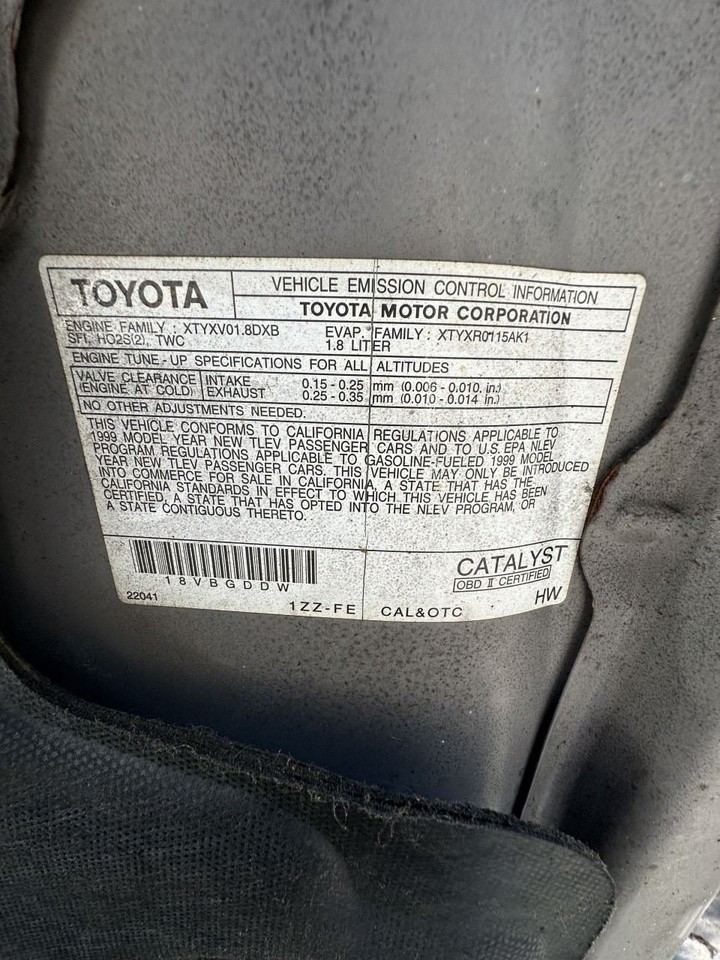 TOYOTA
VEHICLE EMISSION CONTROL INFORMATION
TOYOTA MOTOR CORPORATION
ENGINE FAMILY : XTYXV01.8DXB EVAP. FAMILY : XTYXR0115AK1
SFI, HO2S(2), TWC 1.8 LITER
ENGINE TUNE-UP SPECIFICATIONS FOR ALL ALTITUDES
VALVE CLEARANCE INTAKE 0.15 - 0.25 mm (0.006 - 0.010 in.)
(ENGINE AT COLD) EXHAUST 0.25 - 0.35 mm (0.010 - 0.014 in.)
NO OTHER ADJUSTMENTS NEEDED.
THIS VEHICLE CONFORMS TO CALIFORNIA REGULATIONS APPLICABLE TO
1999 MODEL YEAR NEW TLEV PASSENGER CARS AND TO U.S. EPA NLEV
PROGRAM REGULATIONS APPLICABLE TO GASOLINE-FUELED 1999 MODEL
YEAR NEW TLEV PASSENGER CARS. THIS VEHICLE MAY ONLY BE INTRODUCED
INTO COMMERCE FOR SALE IN CALIFORNIA, A STATE THAT HAS THE
CALIFORNIA STANDARDS IN EFFECT TO WHICH THIS VEHICLE HAS BEEN
CERTIFIED, A STATE THAT HAS OPTED INTO THE NLEV PROGRAM, OR
A STATE CONTIGUOUS THERETO.
18VBGDDW
CATALYST
OBD II CERTIFIED
22041 1ZZ-FE CAL&OTC HW